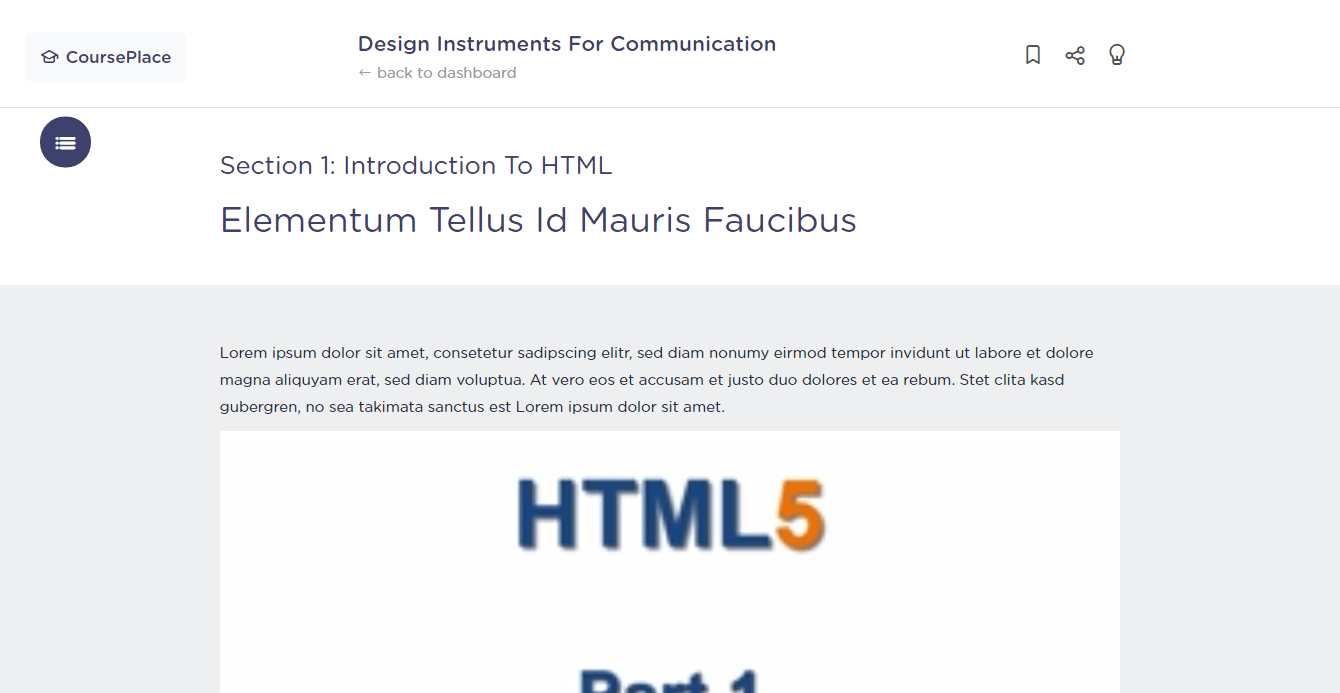 CoursePlace
Design Instruments For Communication
← back to dashboard
Section 1: Introduction To HTML
Elementum Tellus Id Mauris Faucibus
Lorem ipsum dolor sit amet, consetetur sadipscing elitr, sed diam nonumy eirmod tempor invidunt ut labore et dolore
magna aliquyam erat, sed diam voluptua. At vero eos et accusam et justo duo dolores et ea rebum. Stet clita kasd
gubergren, no sea takimata sanctus est Lorem ipsum dolor sit amet.
HTML5
Part 1